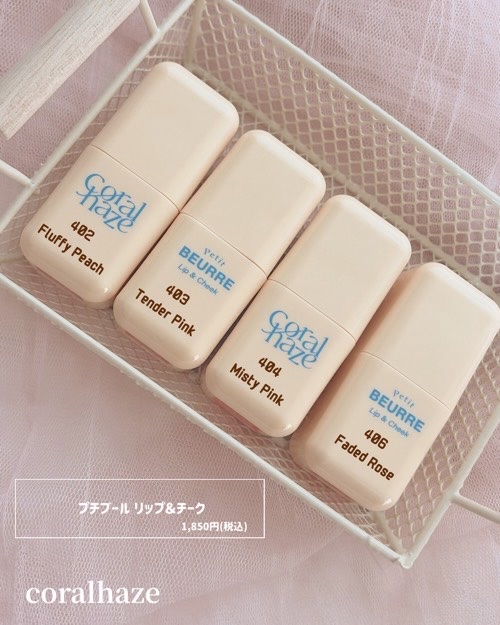 Coral
haze
402
Fluffy Peach
Petit
BEURRE
Lip & Cheek
403
Tender Pink
Coral
haze
404
Misty Pink
Petit
BEURRE
Lip & Cheek
406
Faded Rose
プチブール リップ&チーク
1,850円(税込)
coralhaze